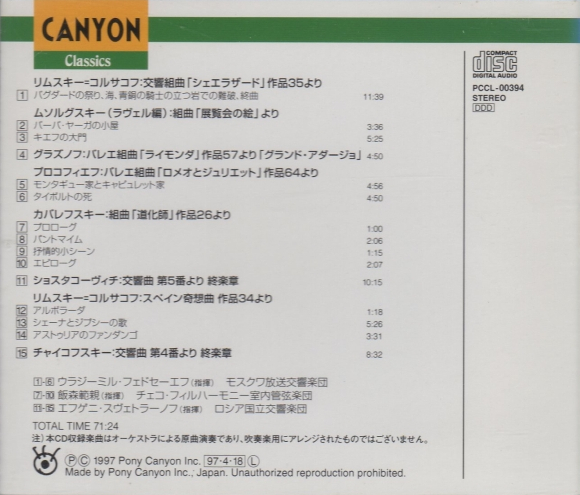 CANYON
Classics
COMPACT
disc
DIGITAL AUDIO
PCCL-00394
STEREO
DDD
リムスキー=コルサコフ:交響組曲「シェエラザード」作品35より
1 バグダードの祭り、海、青銅の騎士の立つ岩での難破、終曲 11:39
ムソルグスキー(ラヴェル編):組曲「展覧会の絵」より
2 バーバ・ヤーガの小屋 3:36
3 キエフの大門 5:25
4 グラズノフ:バレエ組曲「ライモンダ」作品57より「グランド・アダージョ」 4:50
プロコフィエフ:バレエ組曲「ロメオとジュリエット」作品64より
5 モンタギュー家とキャピュレット家 4:56
6 タイボルトの死 4:50
カバレフスキー:組曲「道化師」作品26より
7 プロローグ 1:00
8 パントマイム 2:06
9 抒情的小シーン 1:15
10 エピローグ 2:07
11 ショスタコーヴィチ:交響曲 第5番より 終楽章 10:15
リムスキー=コルサコフ:スペイン奇想曲 作品34より
12 アルボラーダ 1:18
13 シェーナとジプシーの歌 5:26
14 アストゥリアのファンダンゴ 3:31
15 チャイコフスキー:交響曲 第4番より 終楽章 8:32
1-6 ウラジーミル・フェドセーエフ(指揮) モスクワ放送交響楽団
7-10 飯森範親(指揮) チェコ・フィルハーモニー室内管弦楽団
11-15 エフゲニ・スヴェトラーノフ(指揮) ロシア国立交響楽団
TOTAL TIME 71:24
注)本CD収録楽曲はオーケストラによる原曲演奏であり、吹奏楽用にアレンジされたものではございません。
Ⓟ Ⓒ 1997 Pony Canyon Inc. 97・4・18 Ⓛ
Made by Pony Canyon Inc., Japan. Unauthorized reproduction prohibited.